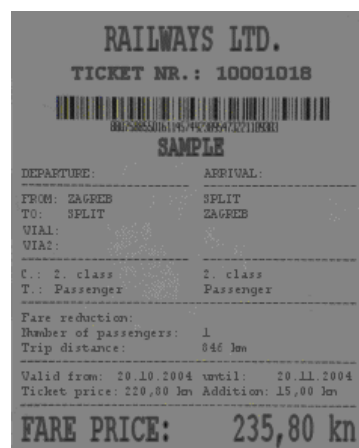 RAILWAYS LTD.
TICKET NR.: 10001018
SAMPLE
DEPARTURE: ARRIVAL:
FROM: ZAGREB SPLIT
TO: SPLIT ZAGREB
VIA1:
VIA2:
C.: 2. class 2. class
T.: Passenger Passenger
Fare reduction:
Number of passengers: 1
Trip distance: 846 km
Valid from: 20.10.2004 until: 20.11.2004
Ticket price: 220,80 kn Addition: 15,00 kn
FARE PRICE: 235,80 kn